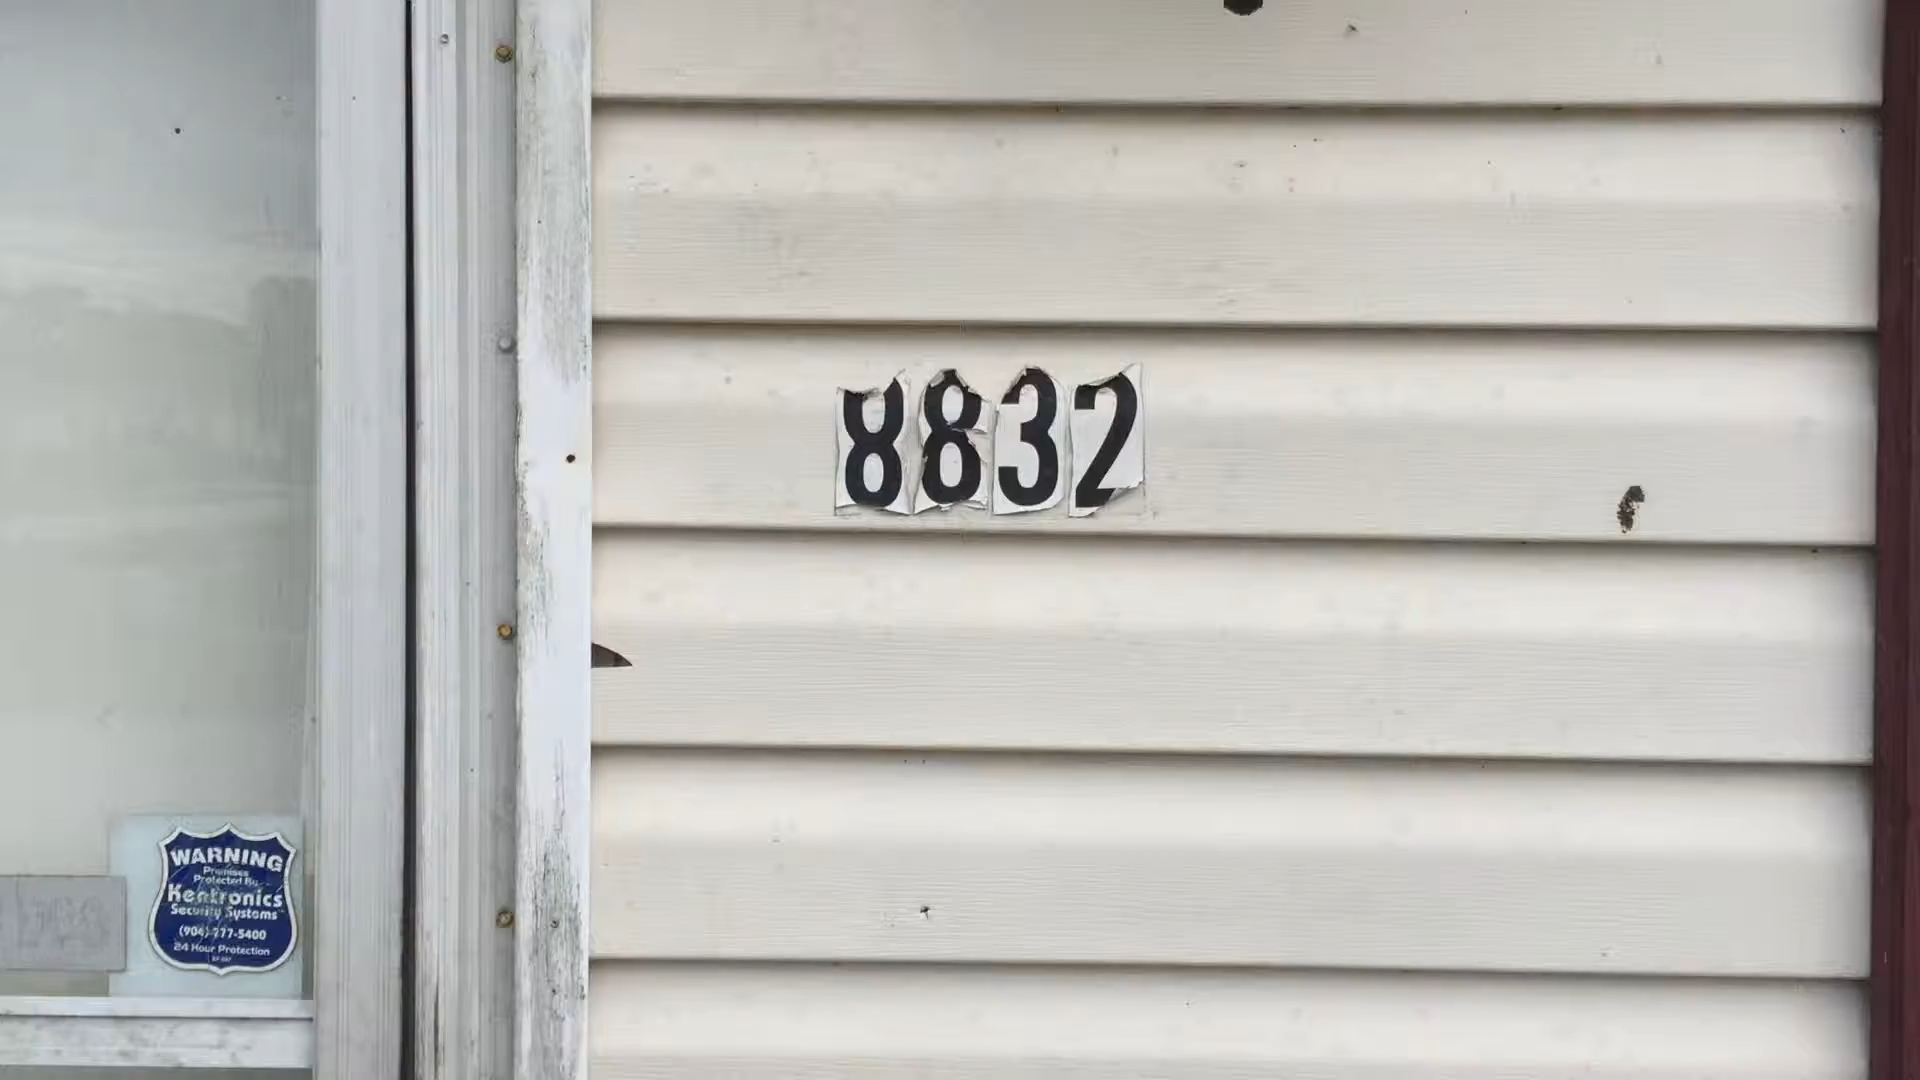 8832
WARNING
Premises
Protected By
Kentronics
Security Systems
(904) 777-5400
24 Hour Protection